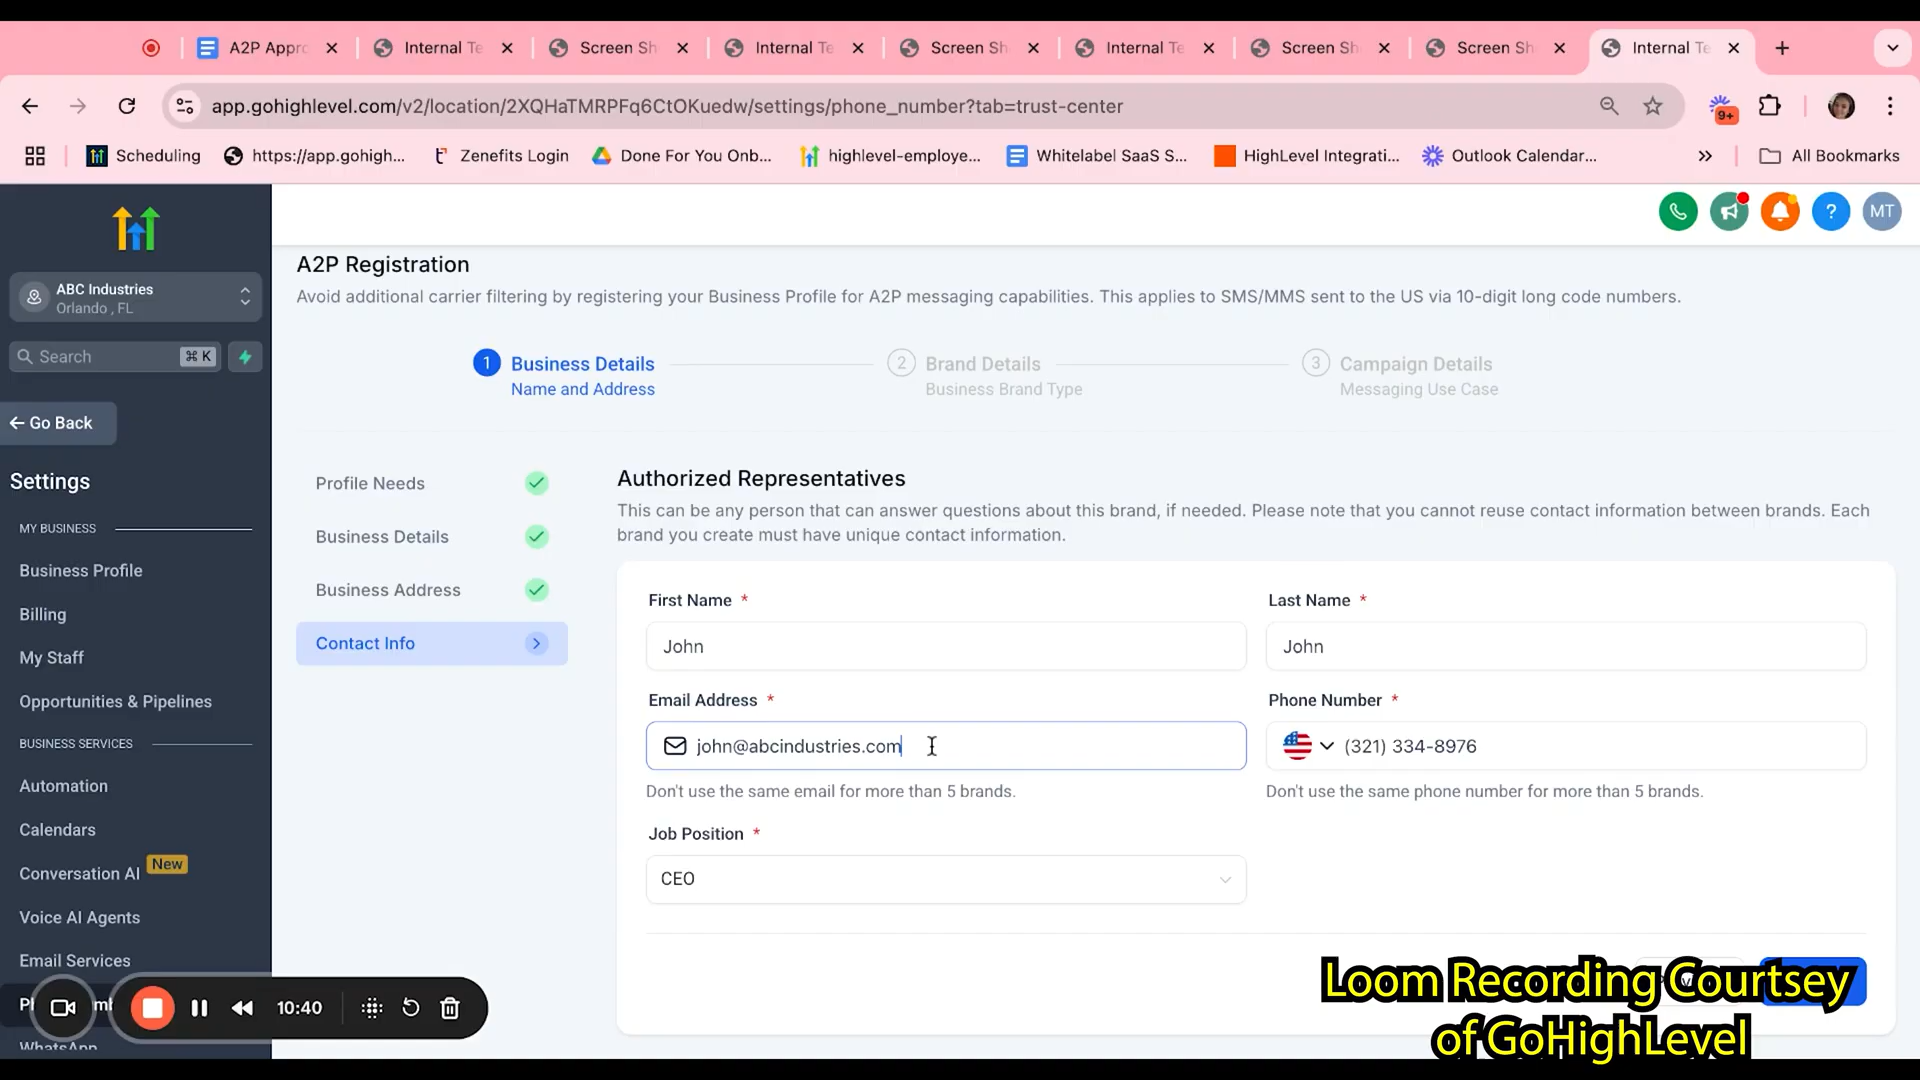 A2P Appro
Internal Te
Screen Sh
Internal Te
Screen Sh
Internal Te
Screen Sh
Screen Sh
Internal Te
app.gohighlevel.com/v2/location/2XQHaTMRPFq6CtOKuedw/settings/phone_number?tab=trust-center
9+
Scheduling
https://app.gohigh...
Zenefits Login
Done For You Onb...
highlevel-employe...
Whitelabel SaaS S...
HighLevel Integrati...
Outlook Calendar...
All Bookmarks
MT
ABC Industries
Orlando , FL
Search ⌘ K
Go Back
Settings
MY BUSINESS
Business Profile
Billing
My Staff
Opportunities & Pipelines
BUSINESS SERVICES
Automation
Calendars
Conversation AI New
Voice AI Agents
Email Services
WhatsApp
A2P Registration
Avoid additional carrier filtering by registering your Business Profile for A2P messaging capabilities. This applies to SMS/MMS sent to the US via 10-digit long code numbers.
1 Business Details
Name and Address
2 Brand Details
Business Brand Type
3 Campaign Details
Messaging Use Case
Profile Needs
Business Details
Business Address
Contact Info
Authorized Representatives
This can be any person that can answer questions about this brand, if needed. Please note that you cannot reuse contact information between brands. Each
brand you create must have unique contact information.
First Name *
John
Last Name *
John
Email Address *
john@abcindustries.com
Don't use the same email for more than 5 brands.
Phone Number *
(321) 334-8976
Don't use the same phone number for more than 5 brands.
Job Position *
CEO
10:40
Loom Recording Courtsey
of GoHighLevel